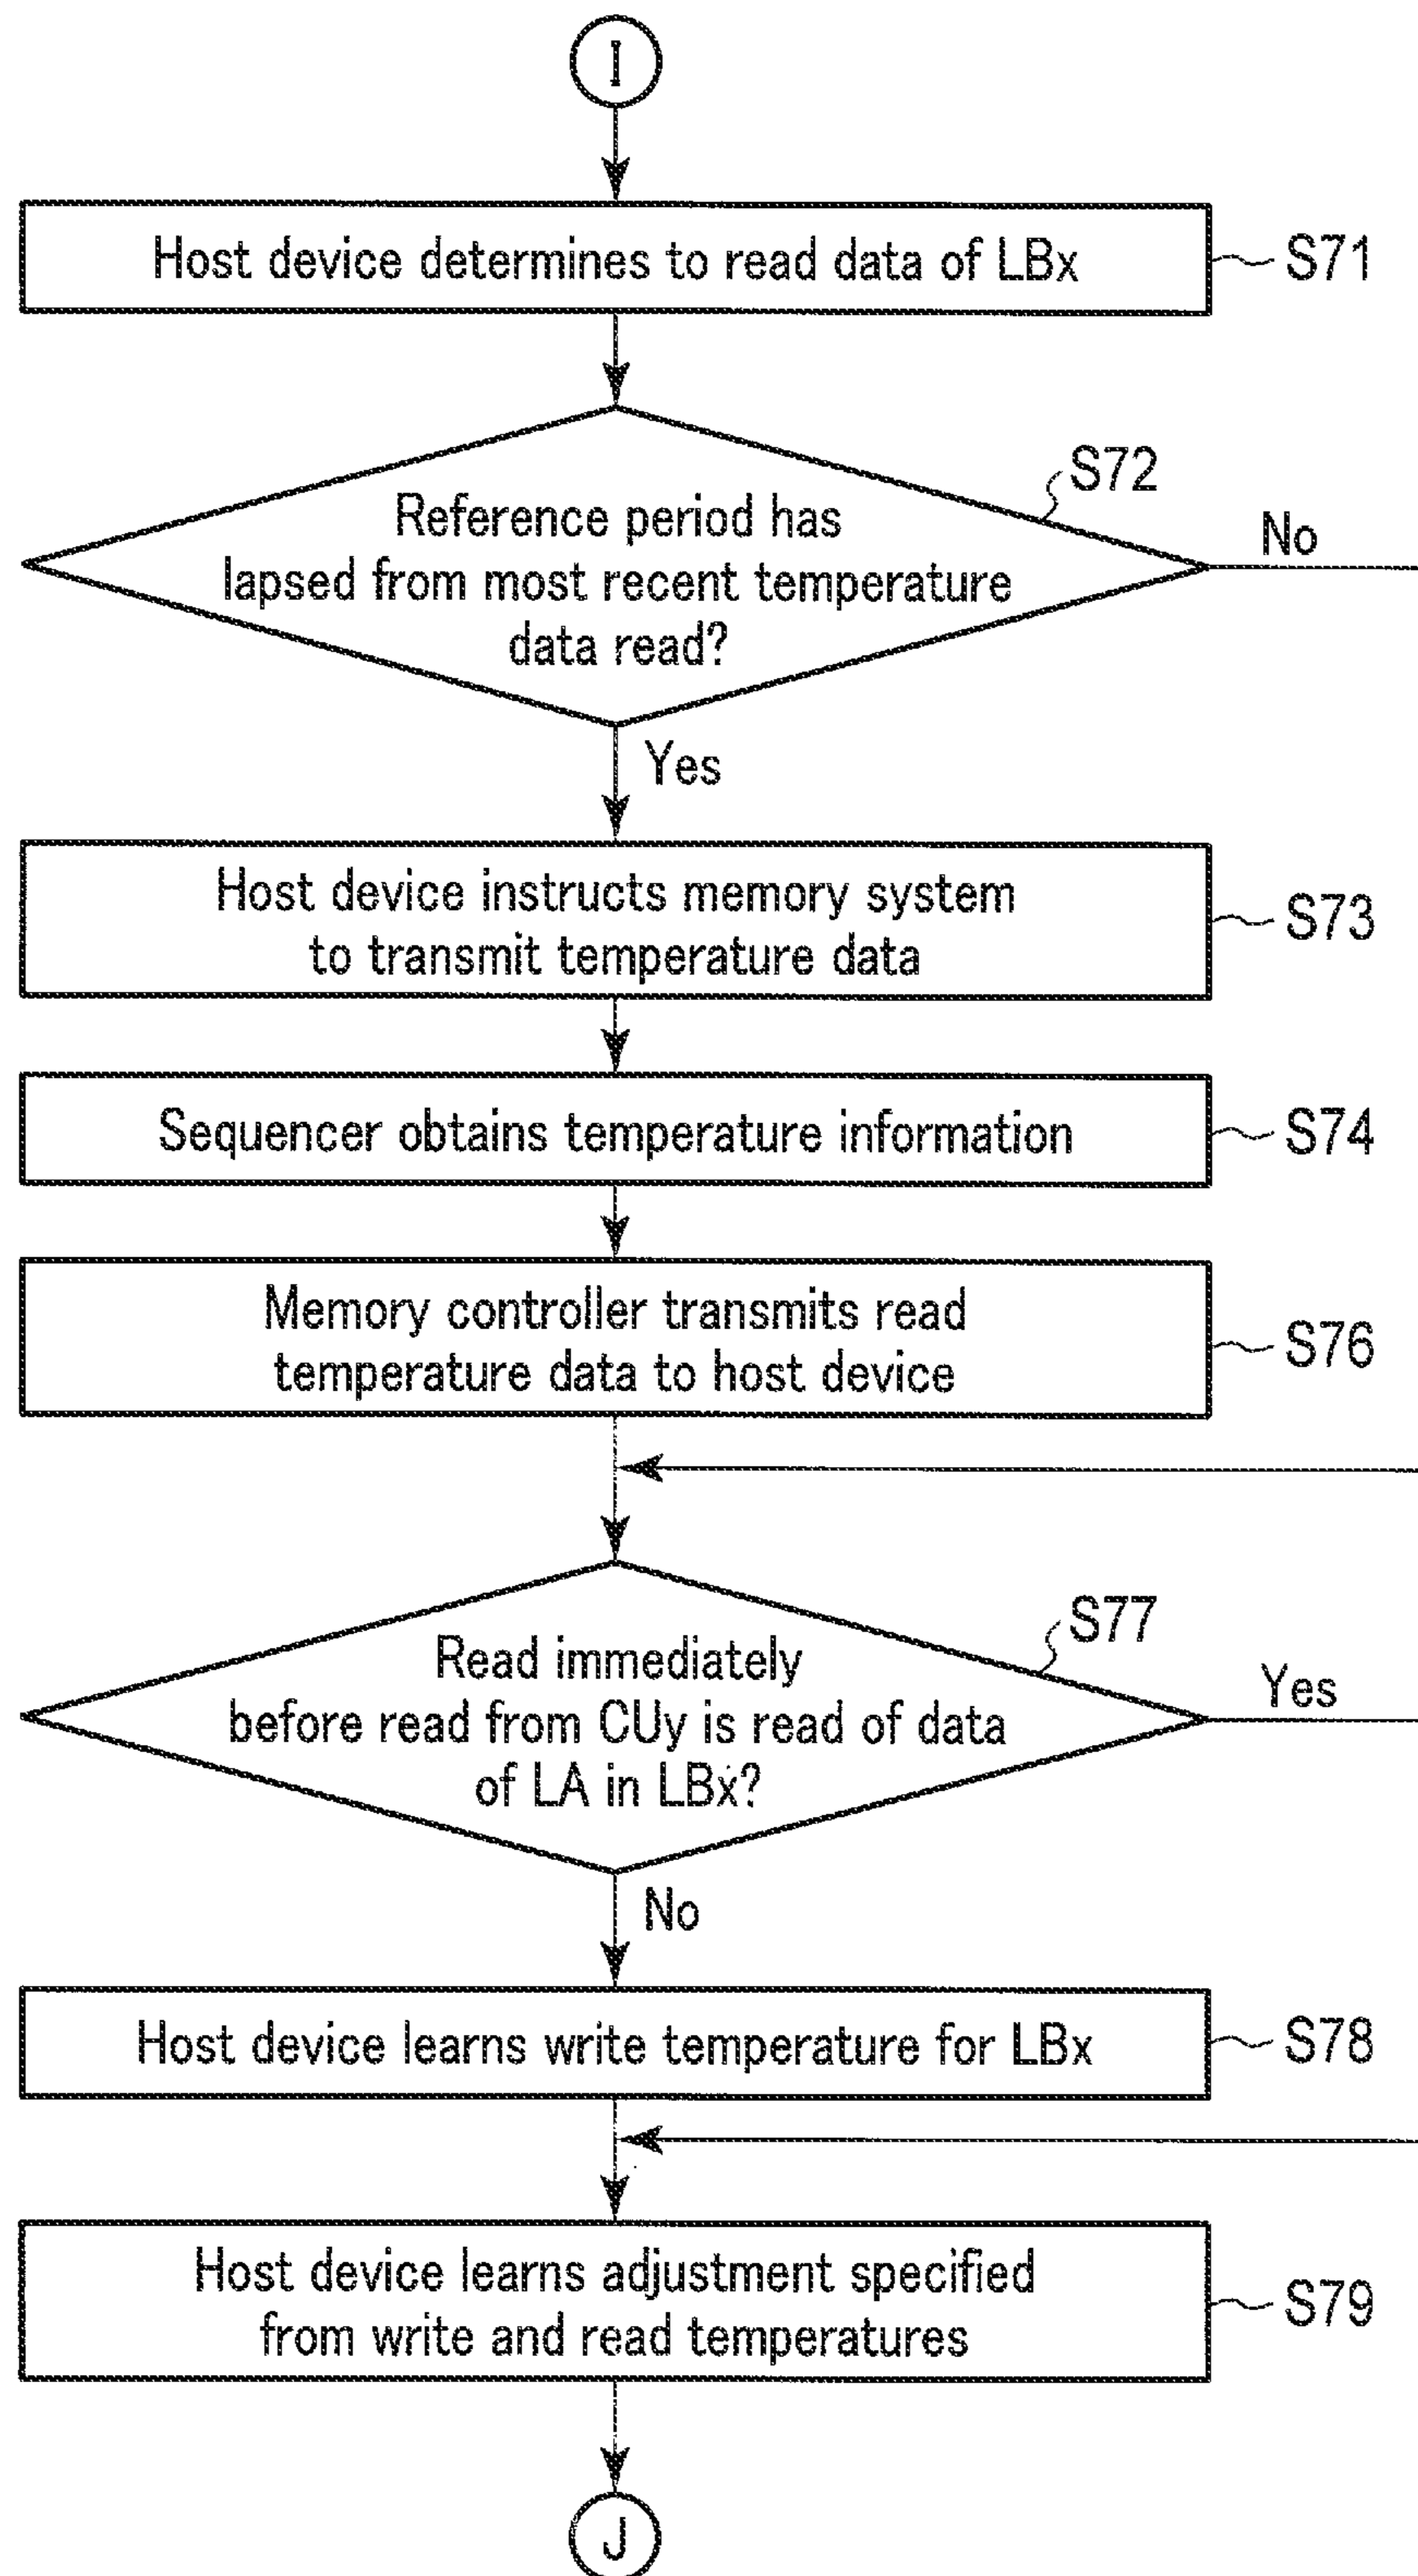 I
Host device determines to read data of LBx
S71
S72
Reference period has
lapsed from most recent temperature
data read?
No
Yes
Host device instructs memory system
to transmit temperature data
S73
Sequencer obtains temperature information
S74
Memory controller transmits read
temperature data to host device
S76
S77
Read immediately
before read from CUy is read of data
of LA in LBx?
Yes
No
Host device learns write temperature for LBx
S78
Host device learns adjustment specified
from write and read temperatures
S79
J